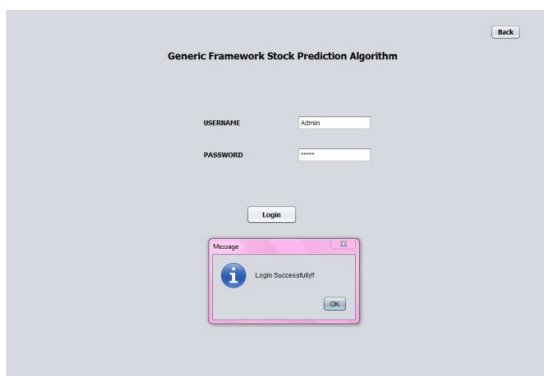 Back
Generic Framework Stock Prediction Algorithm
USERNAME Admin
PASSWORD *****
Login
Message
Login Successfully!!
OK